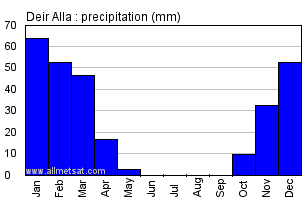 Deir Alla : precipitation (mm)
70
60
50
40
30
20
10
0
www.allmetsat.com
Jan
Feb
Mar
Apr
May
Jun
Jul
Aug
Sep
Oct
Nov
Dec